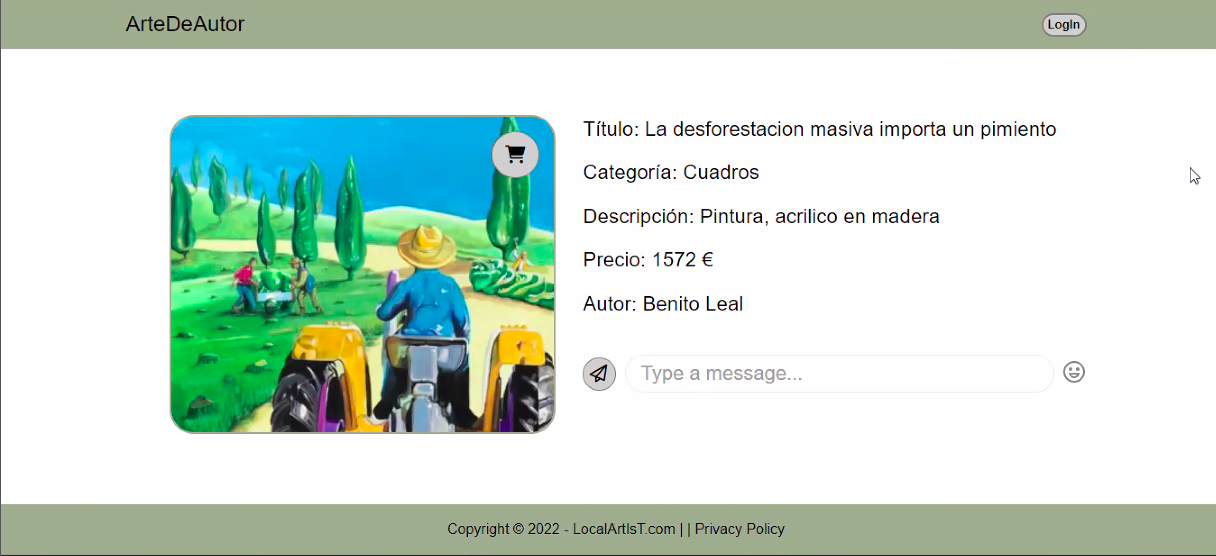 ArteDeAutor
LogIn
Título: La desforestacion masiva importa un pimiento
Categoría: Cuadros
Descripción: Pintura, acrilico en madera
Precio: 1572 €
Autor: Benito Leal
Type a message...
Copyright © 2022 - LocalArtIsT.com | | Privacy Policy